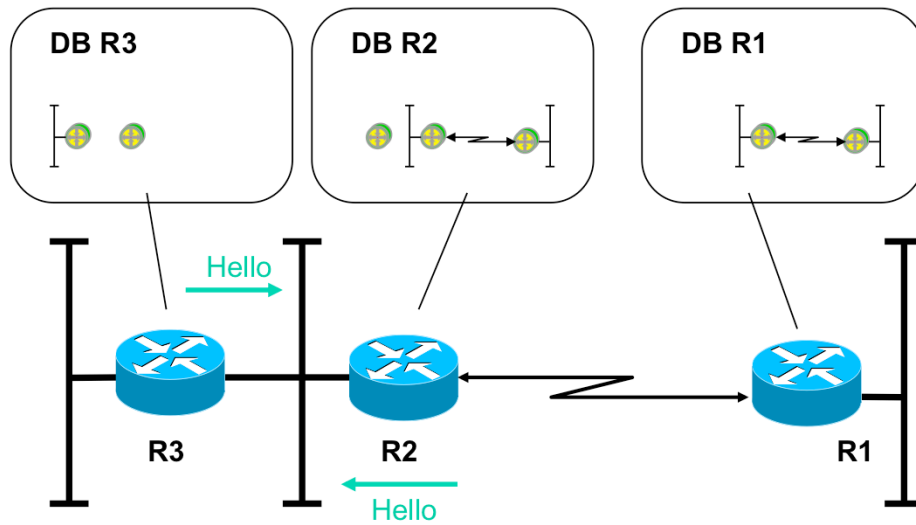 DB R3
DB R2
DB R1
Hello
R3
R2
R1
Hello